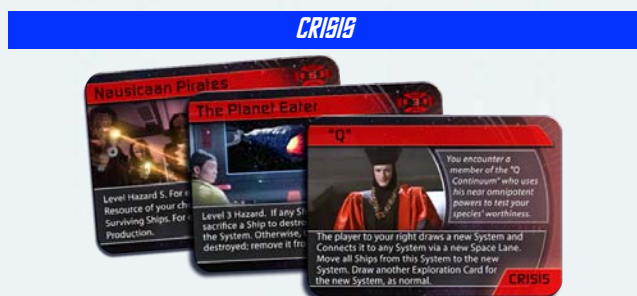 CRISIS
Nausicaan Pirates
5
Level Hazard 5. For
Resource of your
Surviving Ships. For
Production.
The Planet Eater
3
Level 3 Hazard. If any
sacrifice a Ship to
the System. Otherwise,
destroyed; remove it
"Q"
You encounter a
member of the "Q
Continuum" who uses
his near omnipotent
powers to test your
species' worthiness.
The player to your right draws a new System and
Connects it to any System via a new Space Lane.
Move all Ships from this System to the new
System. Draw another Exploration Card for
the new System, as normal.
CRISIS